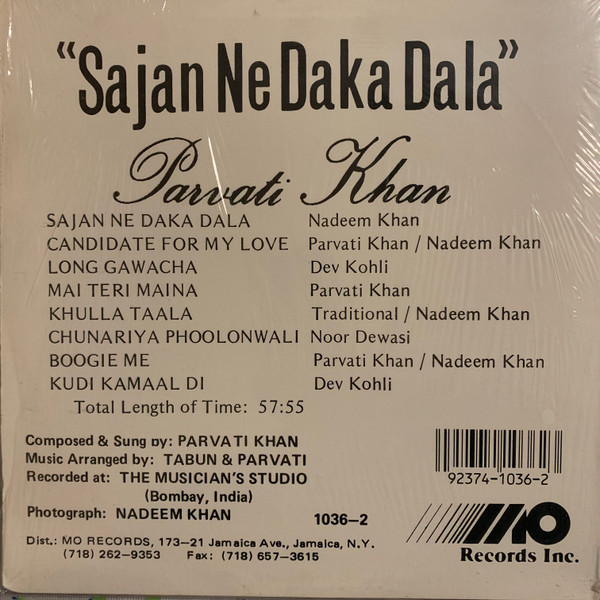 “Sajan Ne Daka Dala”
Parvati Khan
SAJAN NE DAKA DALA Nadeem Khan
CANDIDATE FOR MY LOVE Parvati Khan / Nadeem Khan
LONG GAWACHA Dev Kohli
MAI TERI MAINA Parvati Khan
KHULLA TAALA Traditional / Nadeem Khan
CHUNARIYA PHOOLONWALI Noor Dewasi
BOOGIE ME Parvati Khan / Nadeem Khan
KUDI KAMAAL DI Dev Kohli
Total Length of Time: 57:55
Composed & Sung by: PARVATI KHAN
Music Arranged by: TABUN & PARVATI
Recorded at: THE MUSICIAN'S STUDIO
(Bombay, India)
Photograph: NADEEM KHAN 1036-2
Dist.: MO RECORDS, 173-21 Jamaica Ave., Jamaica, N.Y.
(718) 262-9353 Fax: (718) 657-3615
92374-1036-2
MO
Records Inc.